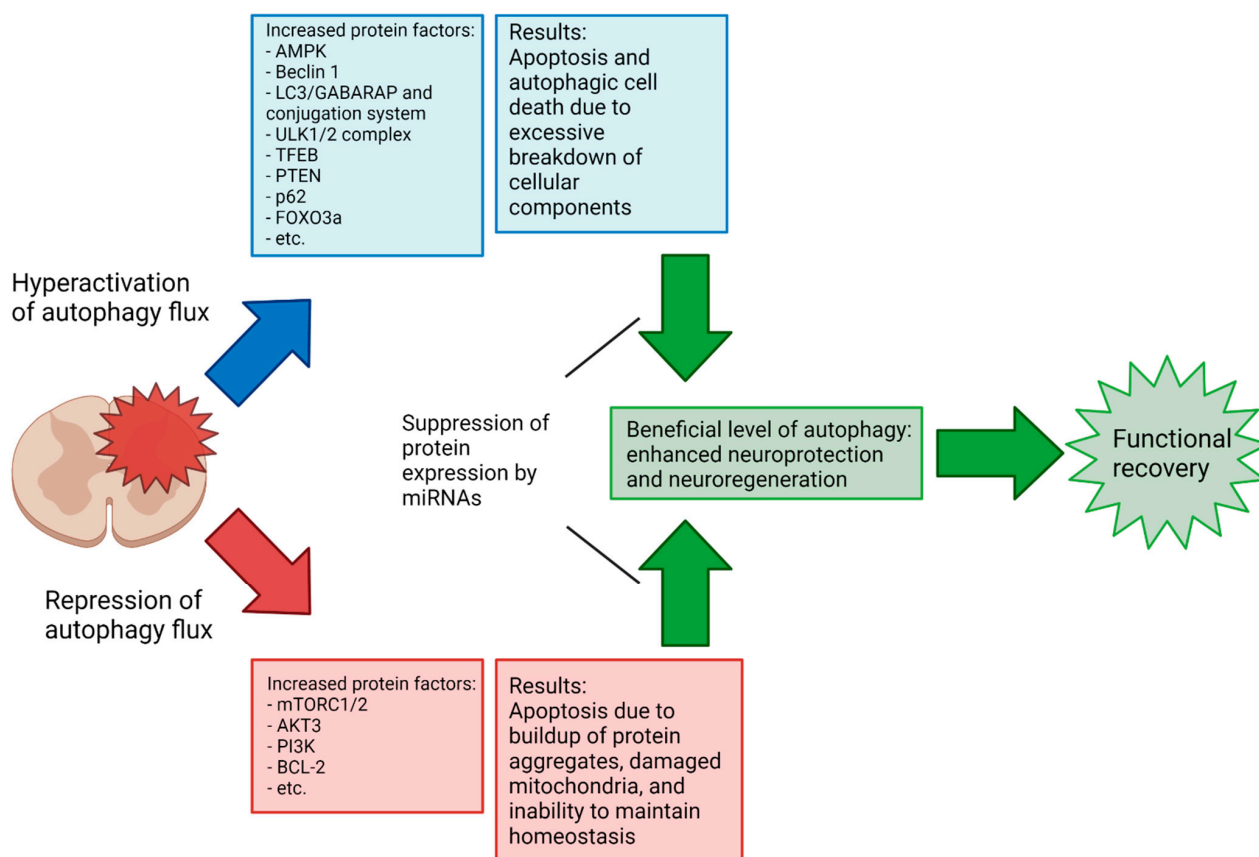 Increased protein factors:
- AMPK
- Beclin 1
- LC3/GABARAP and
conjugation system
- ULK1/2 complex
- TFEB
- PTEN
- p62
- FOXO3a
- etc.
Results:
Apoptosis and
autophagic cell
death due to
excessive
breakdown of
cellular
components
Hyperactivation
of autophagy flux
Suppression of
protein
expression by
miRNAs
Beneficial level of autophagy:
enhanced neuroprotection
and neuroregeneration
Functional
recovery
Repression of
autophagy flux
Increased protein factors:
- mTORC1/2
- AKT3
- PI3K
- BCL-2
- etc.
Results:
Apoptosis due to
buildup of protein
aggregates, damaged
mitochondria, and
inability to maintain
homeostasis